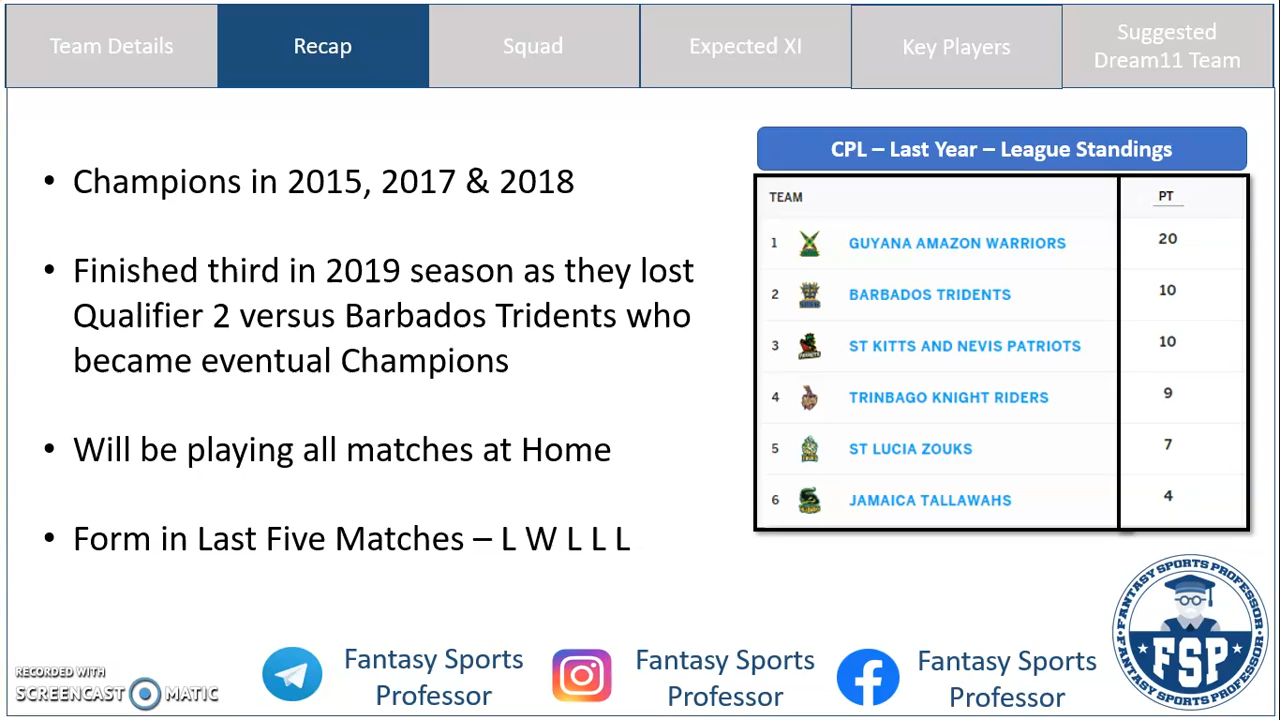 Team Details
Recap
Squad
Expected XI
Key Players
Suggested
Dream11 Team
• Champions in 2015, 2017 & 2018
• Finished third in 2019 season as they lost
Qualifier 2 versus Barbados Tridents who
became eventual Champions
• Will be playing all matches at Home
• Form in Last Five Matches – L W L L L
CPL – Last Year – League Standings
TEAM PT
1 GUYANA AMAZON WARRIORS 20
2 BARBADOS TRIDENTS 10
3 ST KITTS AND NEVIS PATRIOTS 10
4 TRINBAGO KNIGHT RIDERS 9
5 ST LUCIA ZOUKS 7
6 JAMAICA TALLAWAHS 4
RECORDED WITH
SCREENCAST MATIC
Fantasy Sports
Professor
Fantasy Sports
Professor
Fantasy Sports
Professor
FANTASY SPORTS PROFESSOR
FSP
FANTASY SPORTS PROFESSOR